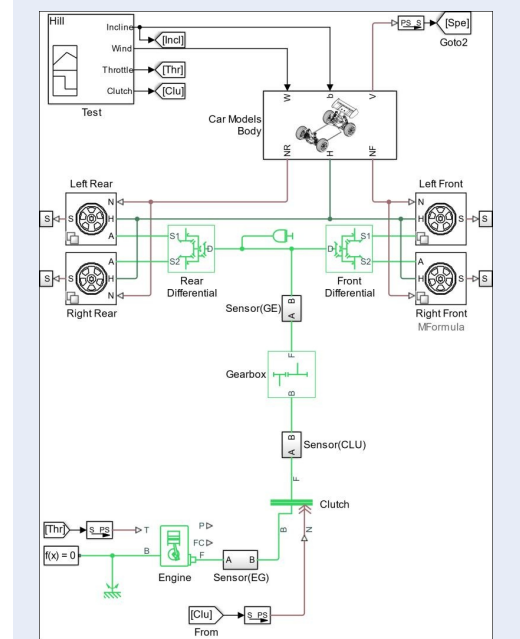 Hill
Incline
Wind
Throttle
Clutch
Test
[Incl]
[Thr]
[Clu]
PS S
[Spe]
Goto2
Car Models
Body
W
b
V
NR
H
NF
Left Rear
N
H
A
S
S
Left Front
N
H
A
S
S
S1
S2
D
Rear
Differential
D
S1
S2
Front
Differential
A
H
N
S
S
Right Rear
A
H
N
S
S
Right Front
MFormula
Sensor(GE)
B
A
F
Gearbox
B
B
A
Sensor(CLU)
F
Clutch
B
N
[Thr]
S PS
T
P
FC
F
B
f(x) = 0
Engine
A B
Sensor(EG)
[Clu]
S PS
From